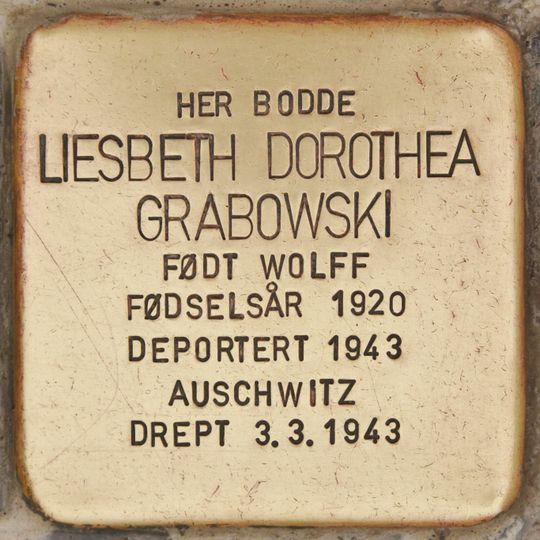 HER BODDE
LIESBETH DOROTHEA
GRABOWSKI
FØDT WOLFF
FØDSELSÅR 1920
DEPORTERT 1943
AUSCHWITZ
DREPT 3.3.1943